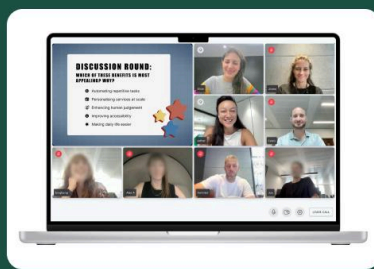 DISCUSSION ROUND:
WHICH OF THESE BENEFITS IS MOST
APPEALING? WHY?
Automating repetitive tasks
Personalising services at scale
Enhancing human judgement
Improving accessibility
Making daily life easier